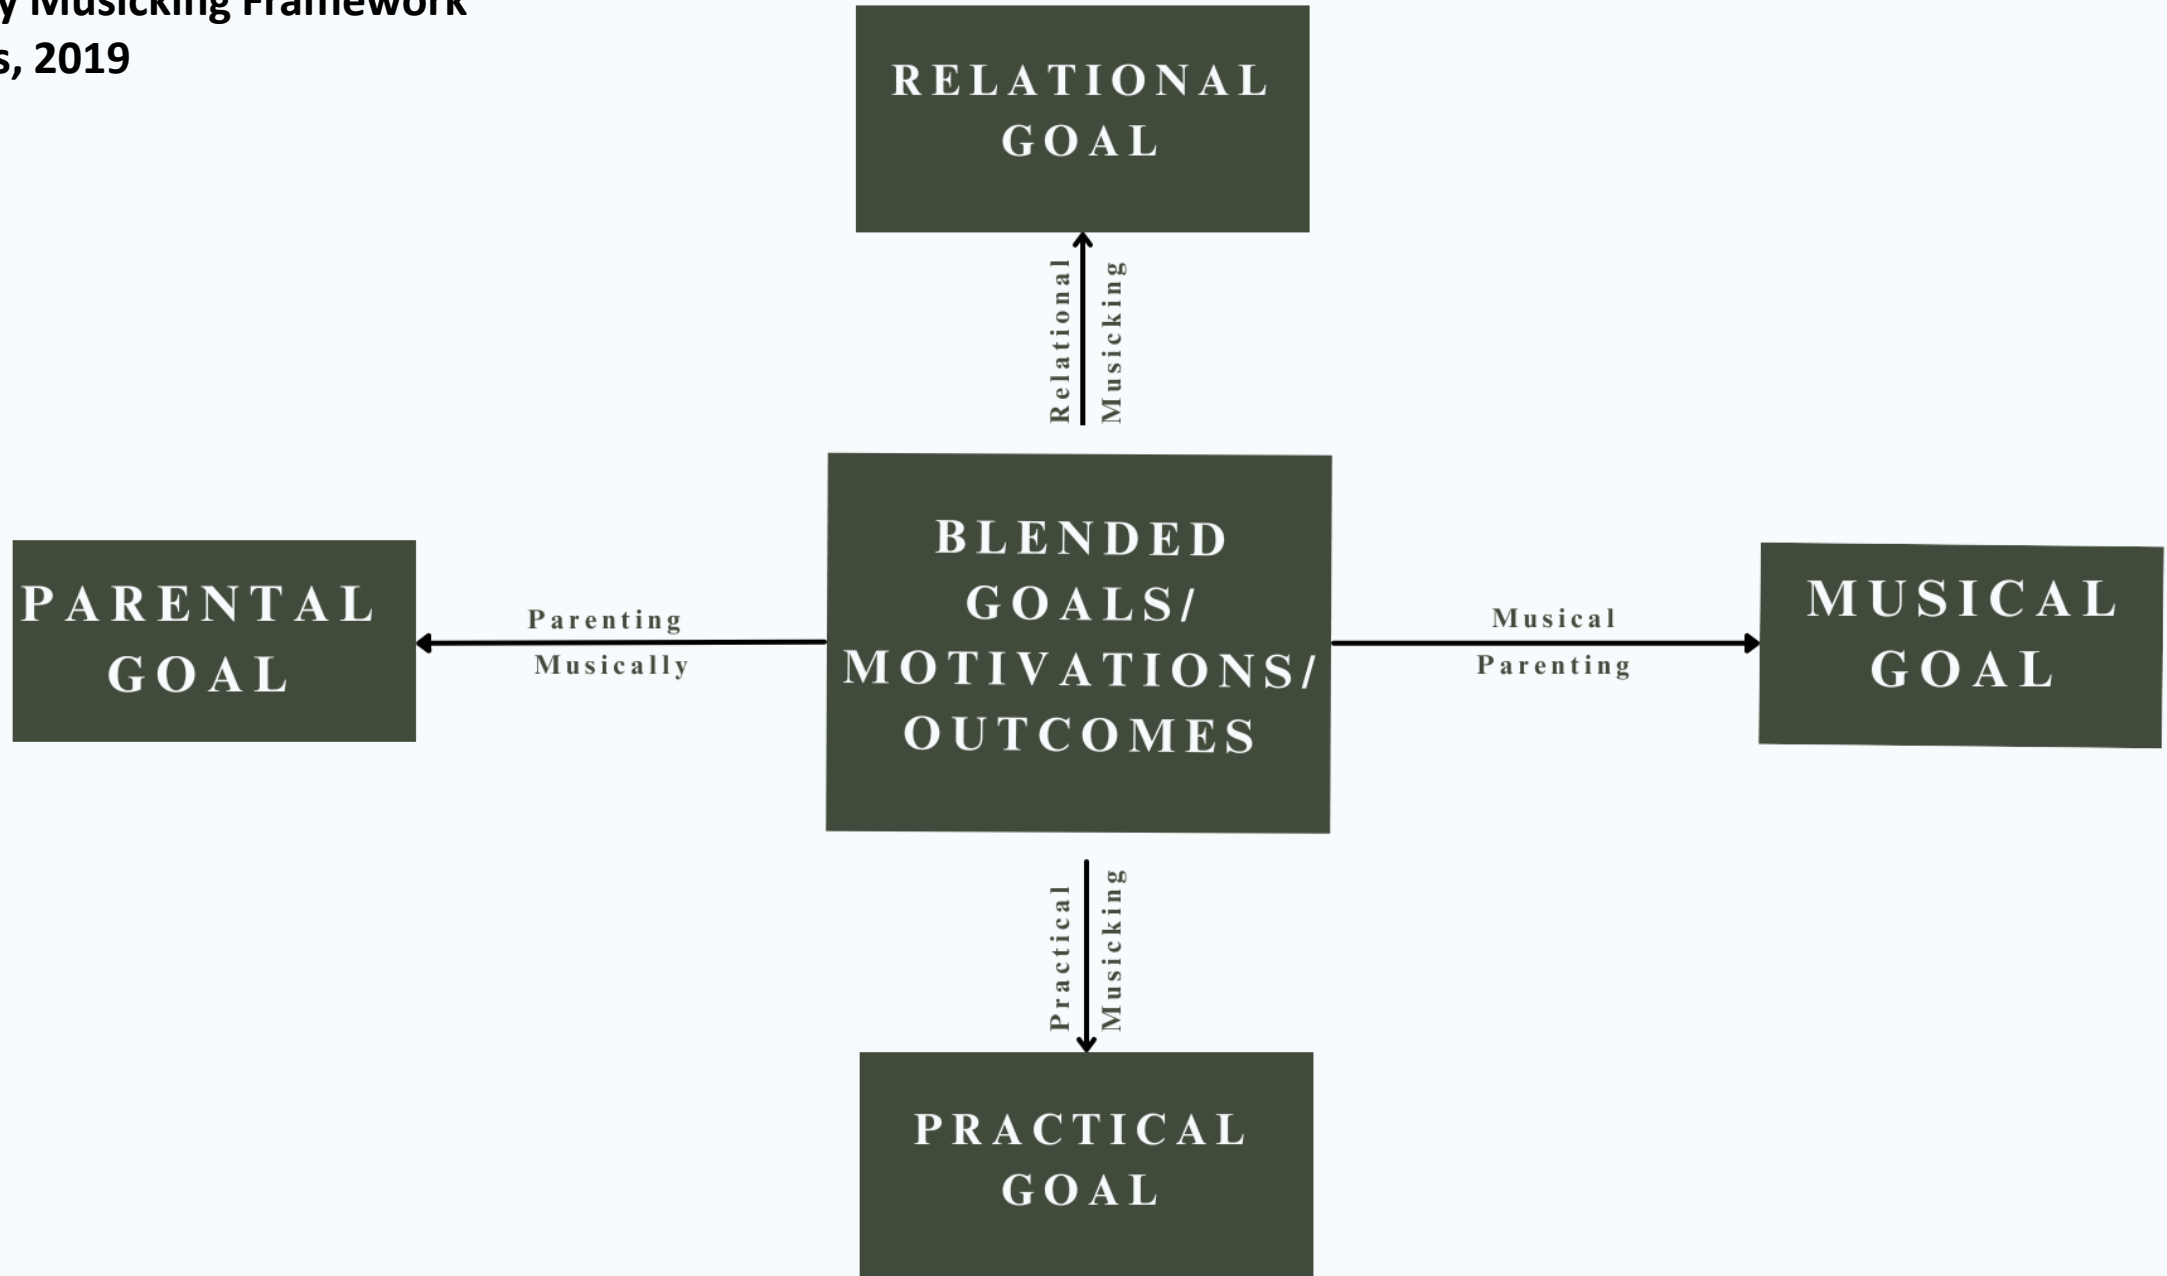 y Musicking Framework
s, 2019
RELATIONAL
GOAL
Relational
Musicking
BLENDED
GOALS/
MOTIVATIONS/
OUTCOMES
PARENTAL
GOAL
Parenting
Musically
Musical
Parenting
MUSICAL
GOAL
Practical
Musicking
PRACTICAL
GOAL